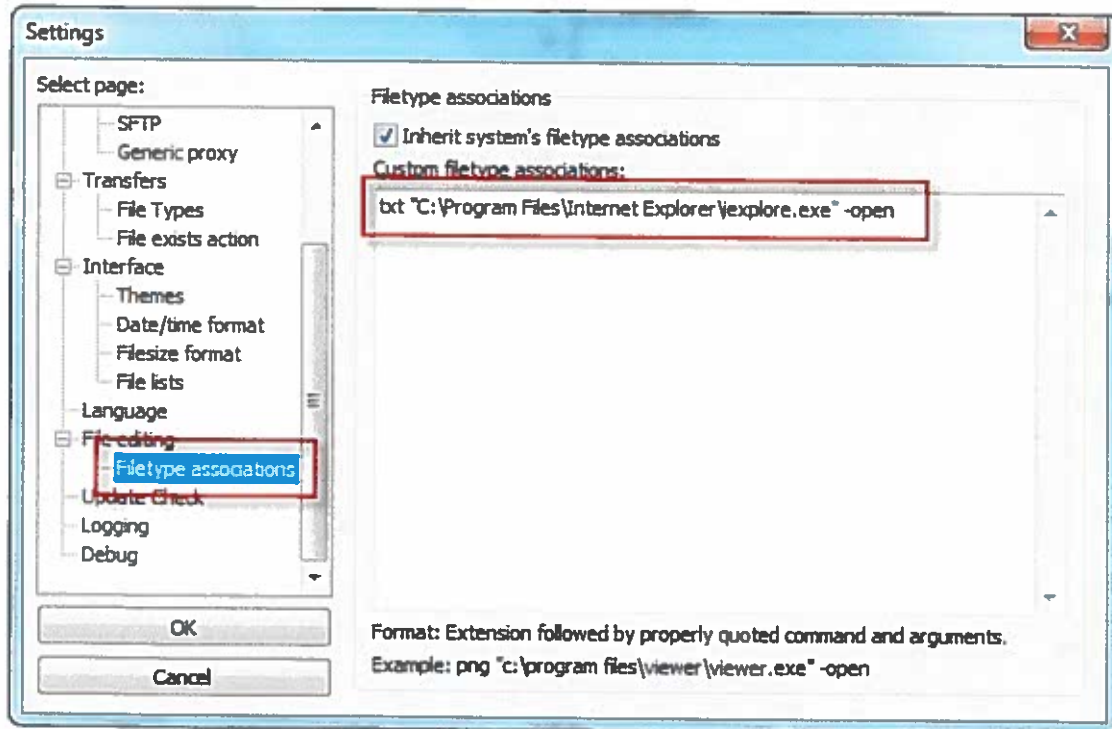 Settings
Select page:
SFTP
Generic proxy
Transfers
File Types
File exists action
Interface
Themes
Date/time format
Filesize format
File lists
Language
File editing
Filetype associations
Update Check
Logging
Debug
OK
Cancel
Filetype associations
Inherit system's filetype associations
Custom filetype associations:
txt "C:\Program Files\Internet Explorer\iexplore.exe" -open
Format: Extension followed by properly quoted command and arguments.
Example: png "c:\program files\viewer\viewer.exe" -open